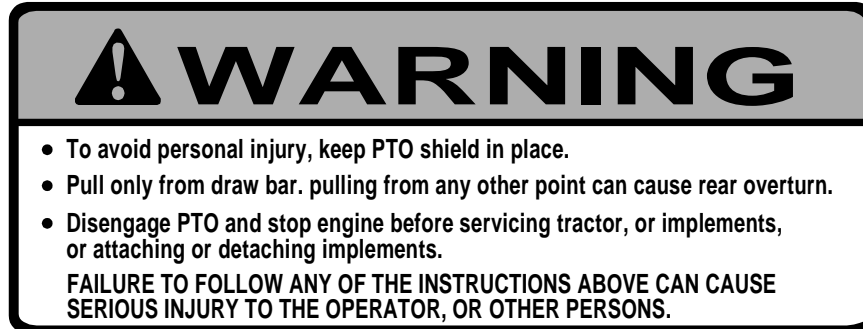 WARNING
• To avoid personal injury, keep PTO shield in place.
• Pull only from draw bar. pulling from any other point can cause rear overturn.
• Disengage PTO and stop engine before servicing tractor, or implements,
or attaching or detaching implements.
FAILURE TO FOLLOW ANY OF THE INSTRUCTIONS ABOVE CAN CAUSE
SERIOUS INJURY TO THE OPERATOR, OR OTHER PERSONS.